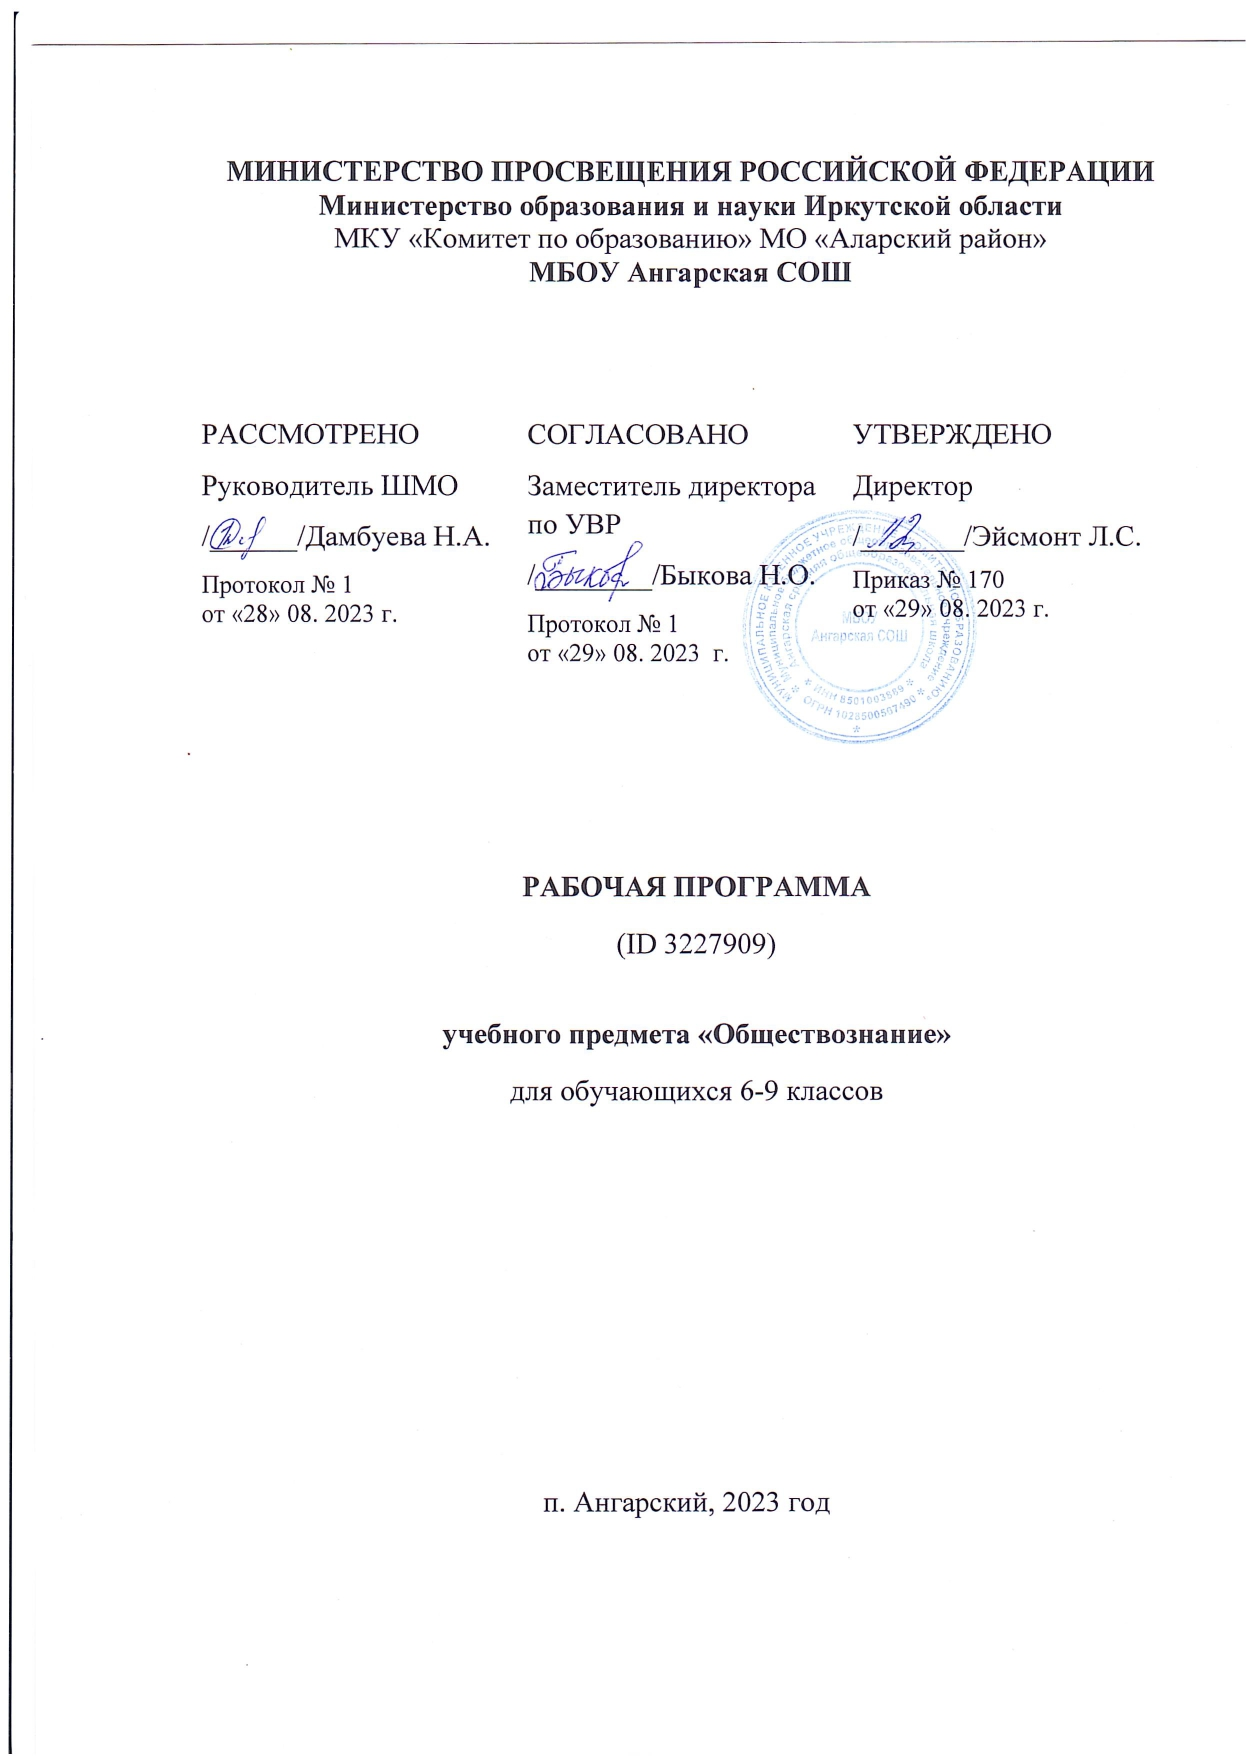 МИНИСТЕРСТВО ПРОСВЕЩЕНИЯ РОССИЙСКОЙ ФЕДЕРАЦИИ
Министерство образования и науки Иркутской области
МКУ «Комитет по образованию» МО «Аларский район»
МБОУ Ангарская СОШ
РАССМОТРЕНО
Руководитель ШМО
/______/Дамбуева Н.А.
Протокол № 1
от «28» 08. 2023 г.
СОГЛАСОВАНО
Заместитель директора
по УВР
/Быков________/Быкова Н.О.
Протокол № 1
от «29» 08. 2023 г.
УТВЕРЖДЕНО
Директор
/_______/Эйсмонт Л.С.
Приказ № 170
от «29» 08. 2023 г.
МБОУ
Ангарская СОШ
РАБОЧАЯ ПРОГРАММА
(ID 3227909)
учебного предмета «Обществознание»
для обучающихся 6-9 классов
п. Ангарский, 2023 год